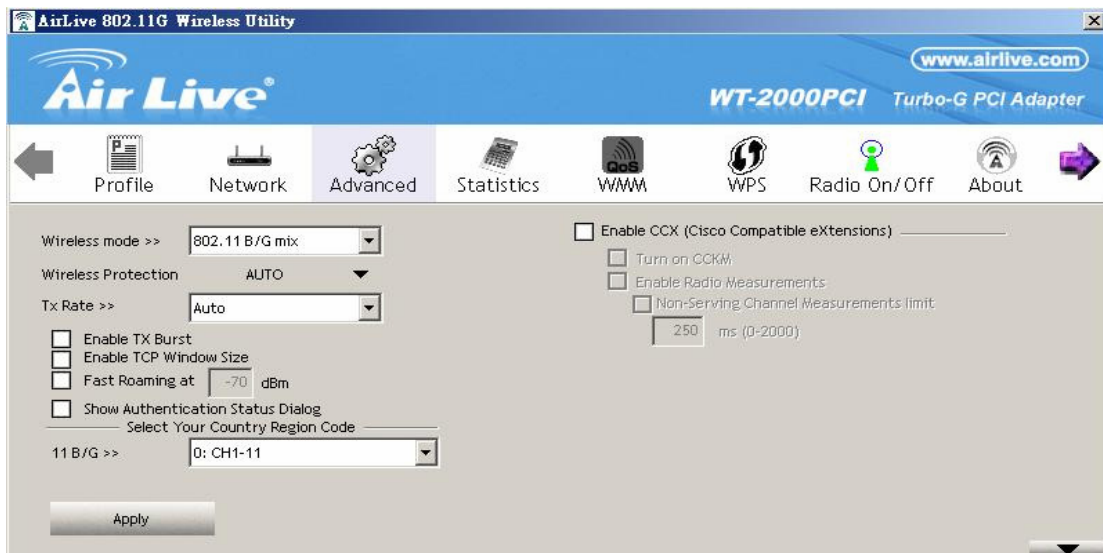 AirLive 802.11G Wireless Utility
www.airlive.com
Air Live®
WT-2000PCI Turbo-G PCI Adapter
Profile Network Advanced Statistics QoS WMM WPS Radio On/Off About
Wireless mode >> 802.11 B/G mix
Wireless Protection AUTO
Tx Rate >> Auto
Enable TX Burst
Enable TCP Window Size
Fast Roaming at -70 dBm
Show Authentication Status Dialog
Select Your Country Region Code
11 B/G >> 0: CH1-11
Apply
Enable CCX (Cisco Compatible eXtensions)
Turn on CCKM
Enable Radio Measurements
Non-Serving Channel Measurements limit
250 ms (0-2000)